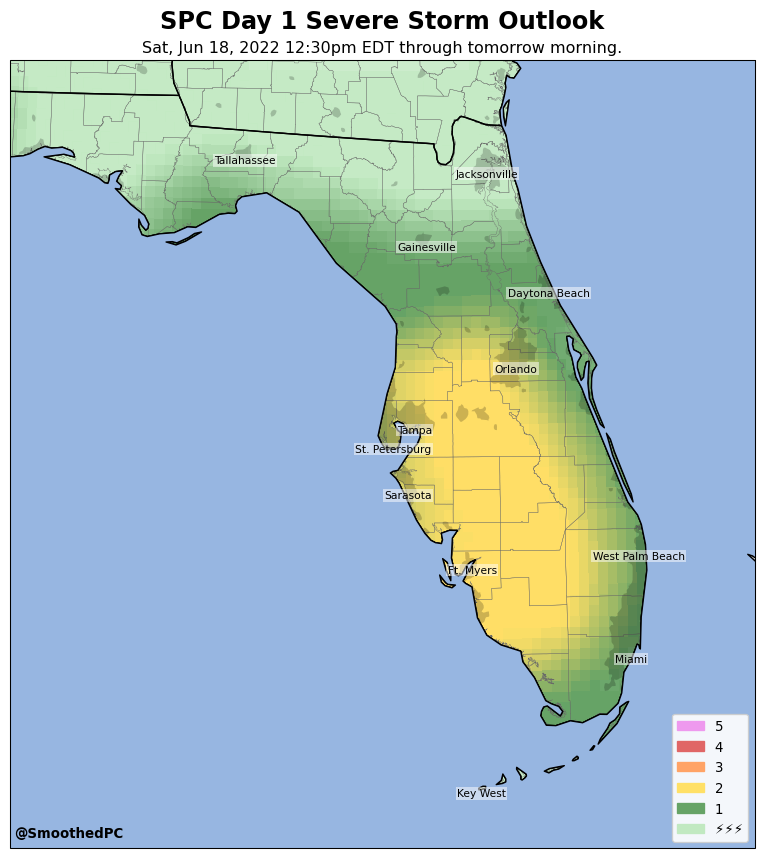 SPC Day 1 Severe Storm Outlook
Sat, Jun 18, 2022 12:30pm EDT through tomorrow morning.
Tallahassee
Jacksonville
Gainesville
Daytona Beach
Orlando
Tampa
St. Petersburg
Sarasota
West Palm Beach
Ft. Myers
Miami
Key West
5
4
3
2
1
⚡⚡⚡
@SmoothedPC